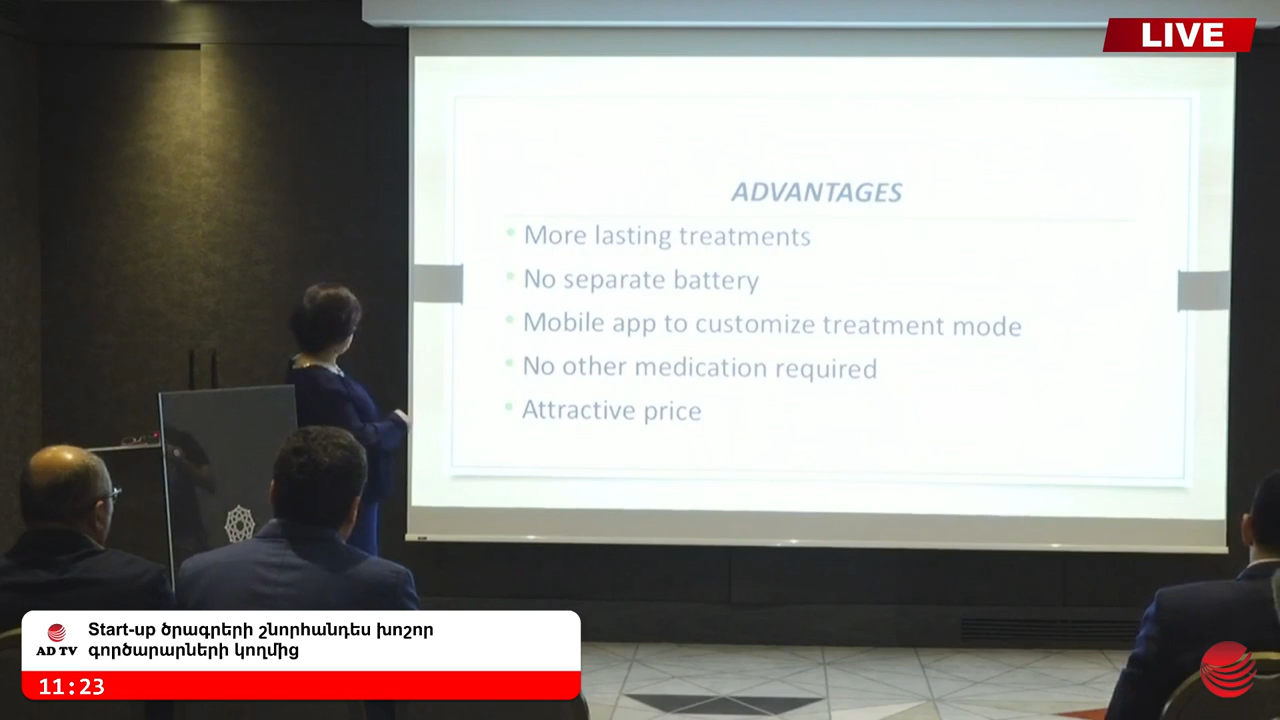 LIVE
ADVANTAGES
• More lasting treatments
• No separate battery
• Mobile app to customize treatment mode
• No other medication required
• Attractive price
Start-up ծրագրերի շնորհանդես խոշոր
գործարարների կողմից
AD TV
11:23